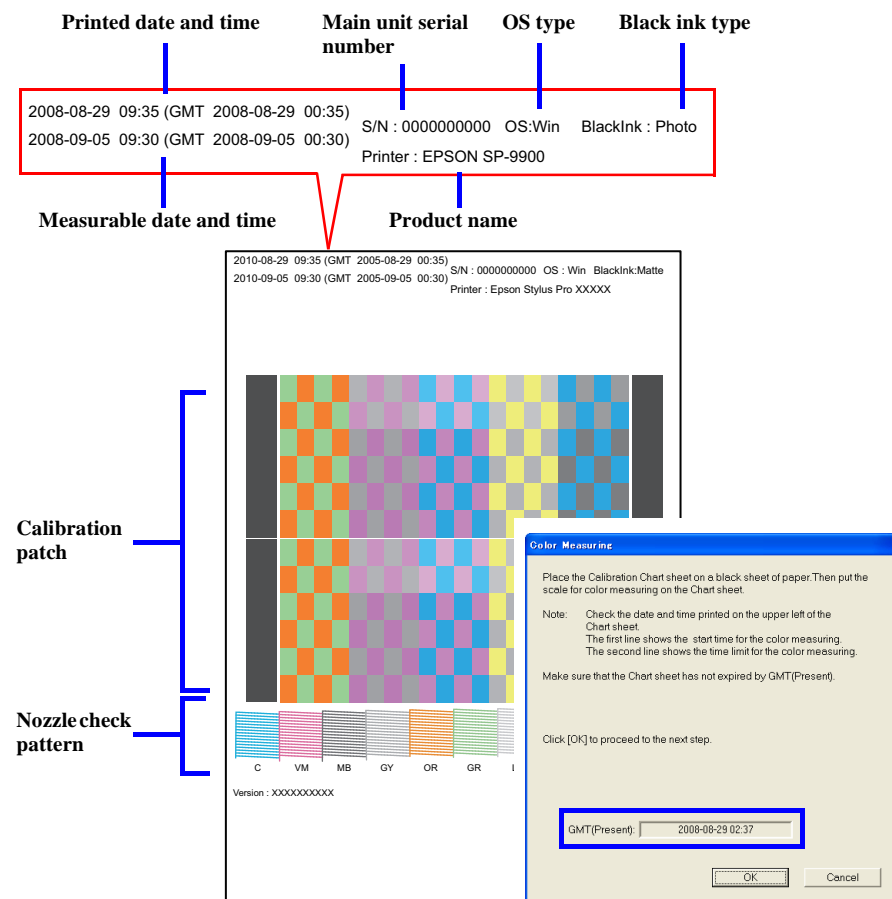 Printed date and time
Main unit serial number
OS type
Black ink type
2008-08-29 09:35 (GMT 2008-08-29 00:35)
2008-09-05 09:30 (GMT 2008-09-05 00:30)
S/N : 0000000000 OS:Win BlackInk : Photo
Printer : EPSON SP-9900
Measurable date and time
Product name
2010-08-29 09:35 (GMT 2005-08-29 00:35)
2010-09-05 09:30 (GMT 2005-09-05 00:30)
S/N : 0000000000 OS : Win BlackInk:Matte
Printer : Epson Stylus Pro XXXXX
Calibration
patch
Nozzle check
pattern
C VM MB GY OR GR
Version : XXXXXXXXXX
Color Measuring
Place the Calibration Chart sheet on a black sheet of paper.Then put the
scale for color measuring on the Chart sheet.
Note: Check the date and time printed on the upper left of the
Chart sheet.
The first line shows the start time for the color measuring.
The second line shows the time limit for the color measuring.
Make sure that the Chart sheet has not expired by GMT(Present).
Click [OK] to proceed to the next step.
GMT(Present): 2008-08-29 02:37
OK Cancel